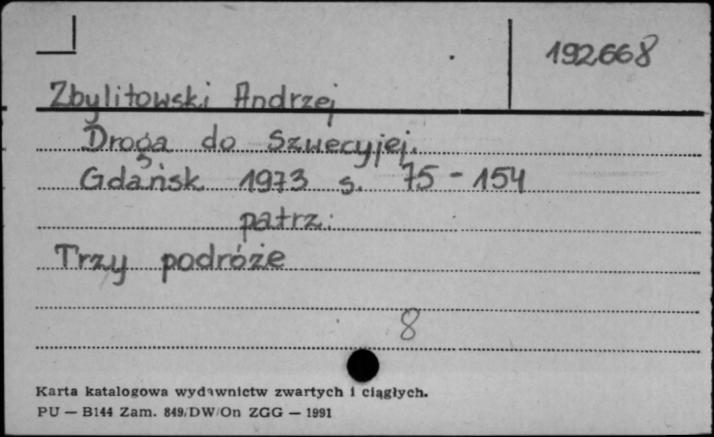 192668
Zbylitowski Andrzej
Droga do Szwecyjej.
Gdańsk 1973 s. 75-154
patrz:
Trzy podróże
8
Karta katalogowa wydawnictw zwartych i ciągłych.
PU — B144 Zam. 849/DW/On ZGG — 1991